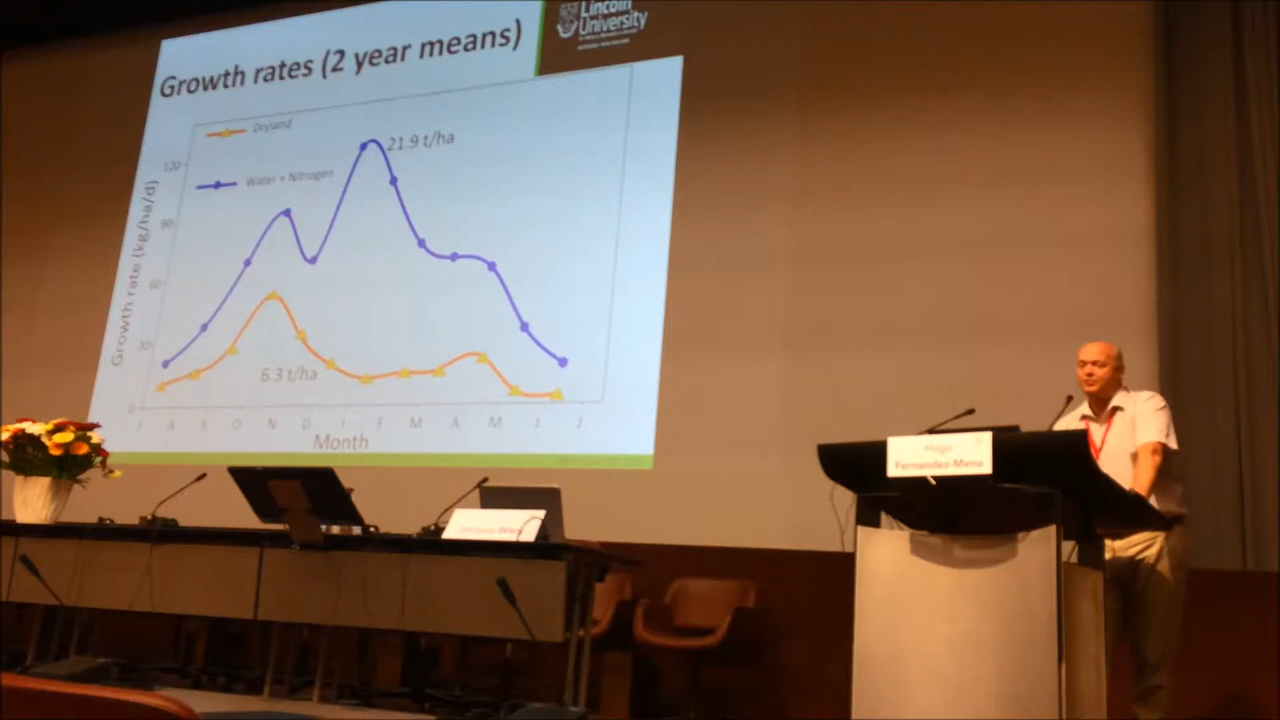 Lincoln
University
Growth rates (2 year means)
Dryland
21.9 t/ha
Water + Nitrogen
120
90
60
30
0
Growth rate (kg/ha/d)
6.3 t/ha
J A S O N D J F M A M J J
Month
Hugo
Fernandez-Mena